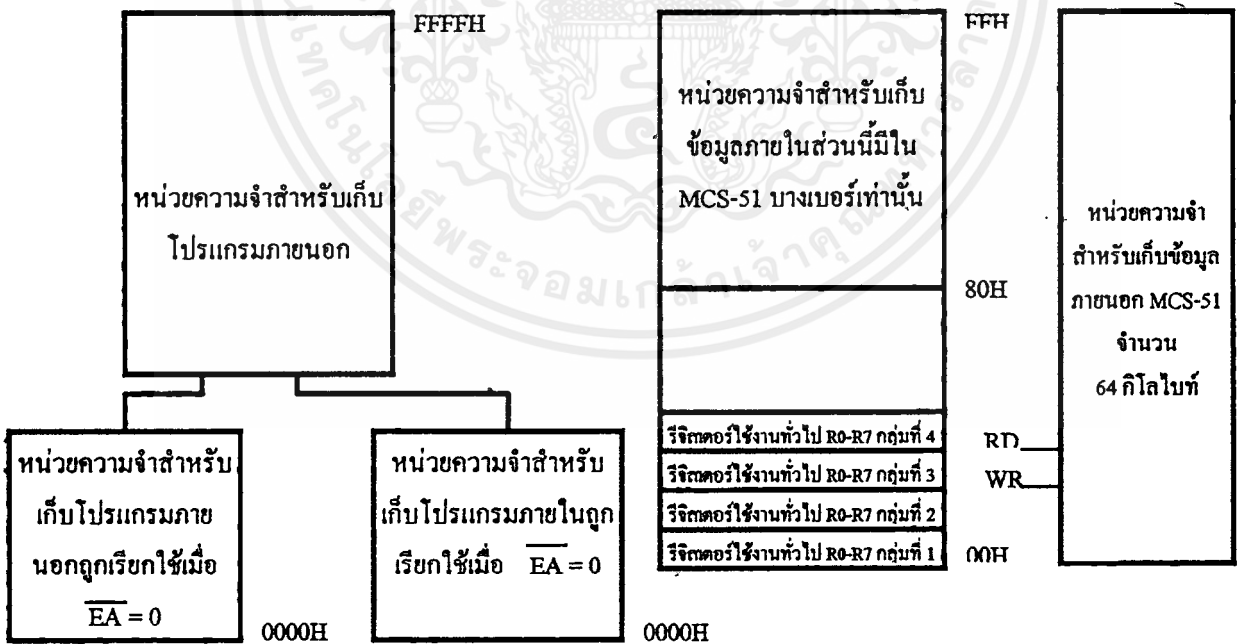 FFFFH
หน่วยความจำสำหรับเก็บ
โปรแกรมภายนอก
หน่วยความจำสำหรับ
เก็บโปรแกรมภาย
นอกถูกเรียกใช้เมื่อ
EA = 0
0000H
หน่วยความจำสำหรับ
เก็บโปรแกรมภายในถูก
เรียกใช้เมื่อ EA = 0
0000H
FFH
หน่วยความจำสำหรับเก็บ
ข้อมูลภายในส่วนนี้มีใน
MCS-51 บางเบอร์เท่านั้น
80H
รีจิสเตอร์ใช้งานทั่วไป R0-R7 กลุ่มที่ 4
รีจิสเตอร์ใช้งานทั่วไป R0-R7 กลุ่มที่ 3
รีจิสเตอร์ใช้งานทั่วไป R0-R7 กลุ่มที่ 2
รีจิสเตอร์ใช้งานทั่วไป R0-R7 กลุ่มที่ 1
00H
RD
WR
หน่วยความจำ
สำหรับเก็บข้อมูล
ภายนอก MCS-51
จำนวน
64 กิโลไบท์